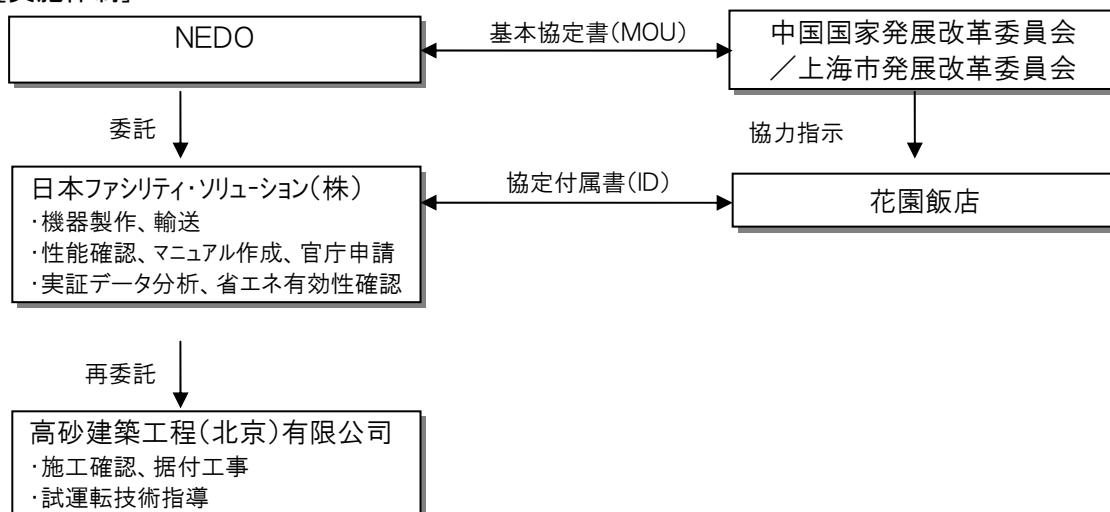 NEDO
基本協定書(MOU)
中国国家発展改革委員会
／上海市発展改革委員会
委託
協力指示
日本ファシリティ・ソリューション(株)
・機器製作、輸送
・性能確認、マニュアル作成、官庁申請
・実証データ分析、省エネ有効性確認
協定付属書(ID)
花園飯店
再委託
高砂建築工程(北京)有限公司
・施工確認、据付工事
・試運転技術指導